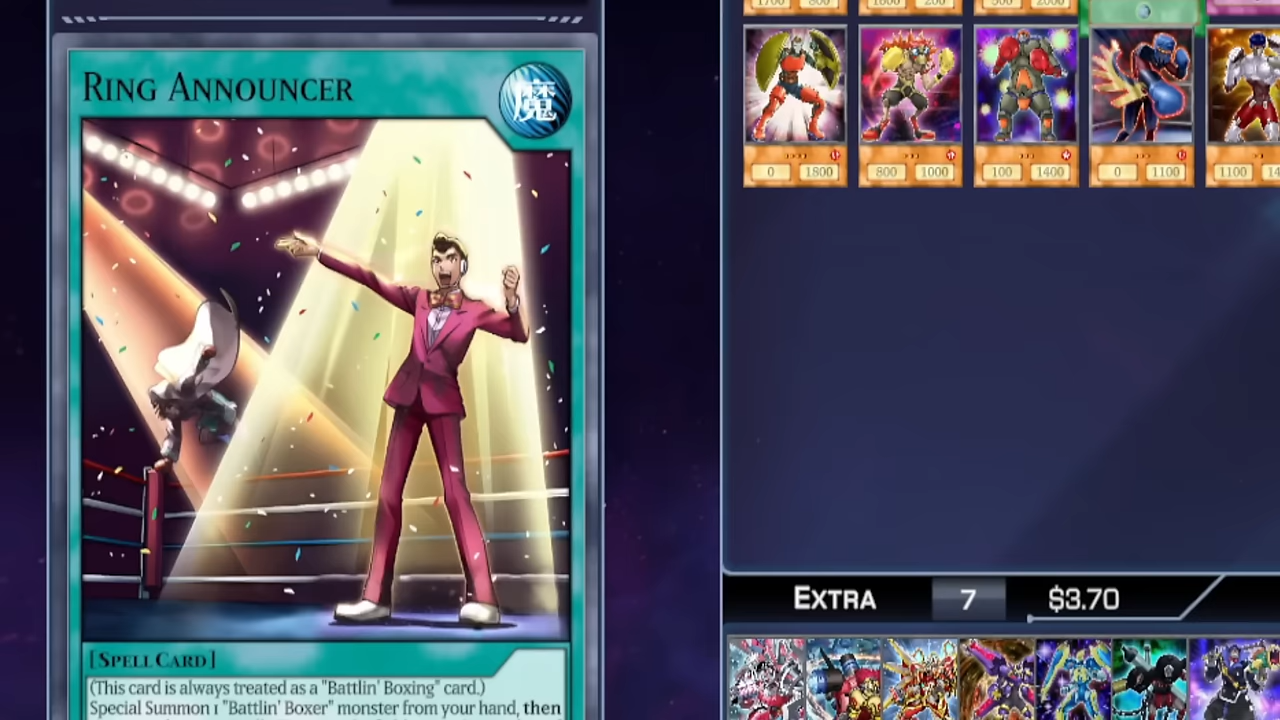 RING ANNOUNCER
魔
[SPELL CARD]
(This card is always treated as a "Battlin' Boxing" card.)
Special Summon 1 "Battlin' Boxer" monster from your hand, then
0 1800
800 1000
100 1400
0 1100
1100
EXTRA 7 $3.70